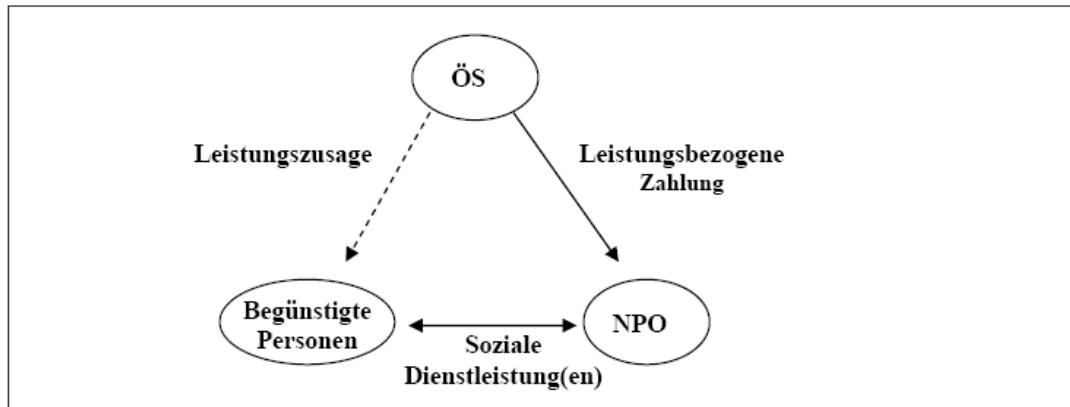 ÖS
Leistungszusage
Leistungsbezogene
Zahlung
Begünstigte
Personen
NPO
Soziale
Dienstleistung(en)